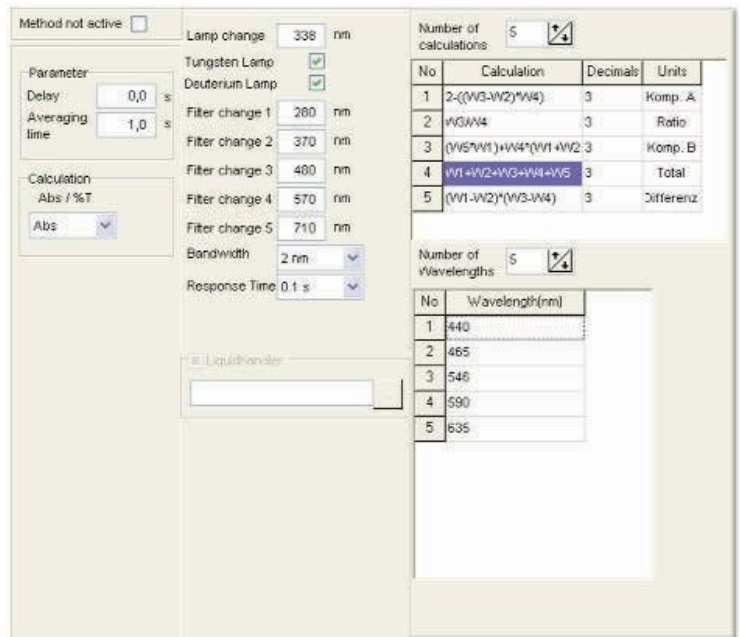 Method not active
Parameter
Delay 0,0 s
Averaging time 1,0 s
Calculation
Abs / %T
Abs
Lamp change 338 nm
Tungsten Lamp
Deuterium Lamp
Filter change 1 280 nm
Filter change 2 370 nm
Filter change 3 480 nm
Filter change 4 570 nm
Filter change 5 710 nm
Bandwidth 2 nm
Response Time 0.1 s
Liquidhandler
Number of calculations 5
No Calculation Decimals Units
1 2-((W3-W2)*W4) 3 Komp. A
2 W3/W4 3 Ratio
3 (W5*W1)+W4*(W1+W2 3 Komp. B
4 W1+W2+W3+W4+W5 3 Total
5 (W1-W2)*(W3-W4) 3 Differenz
Number of Wavelengths 5
No Wavelength(nm)
1 440
2 465
3 546
4 590
5 635